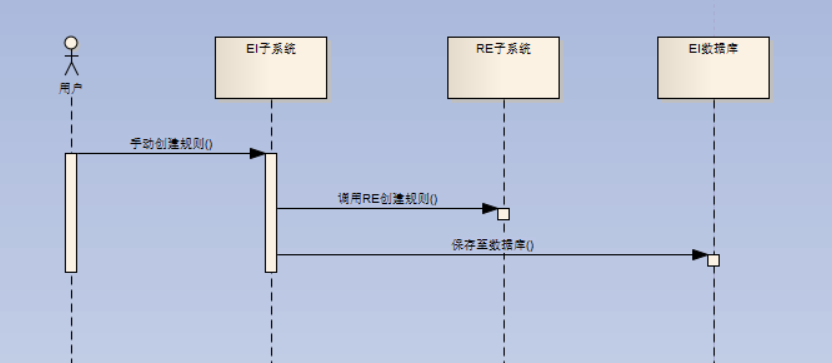 用户
EI子系统
RE子系统
EI数据库
手动创建规则()
调用RE创建规则()
保存至数据库()